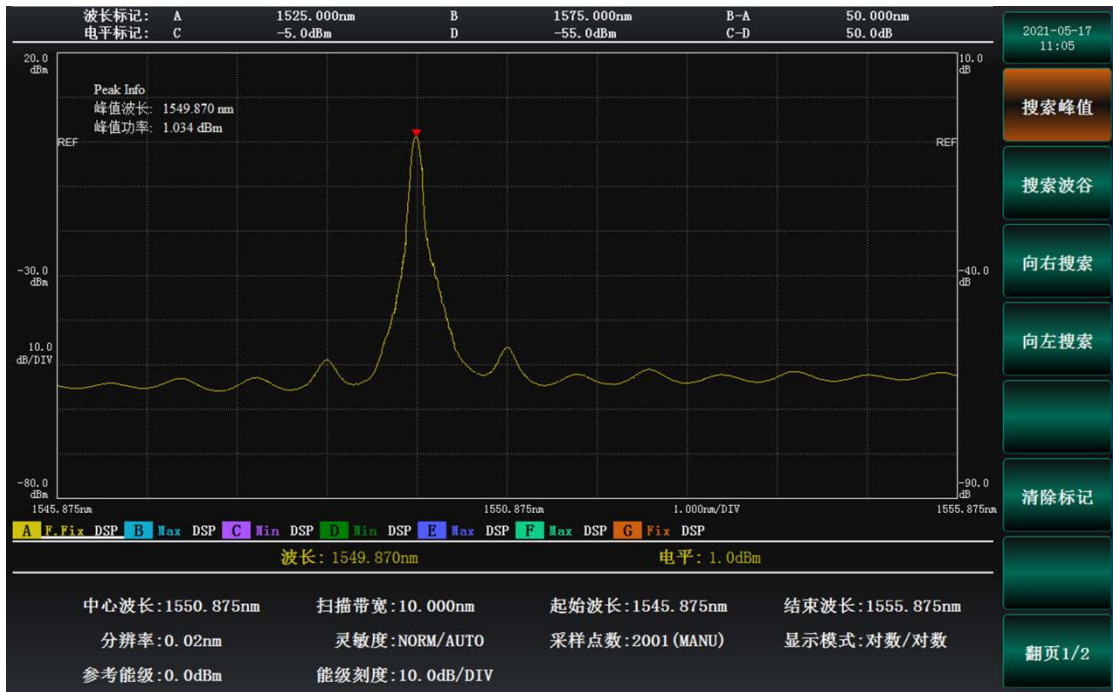 波长标记: A 1525.000nm B 1575.000nm B-A 50.000nm
电平标记: C -5.0dBm D -55.0dBm C-D 50.0dB
2021-05-17
11:05
20.0
dBm
10.0
dB
Peak Info
峰值波长: 1549.870 nm
峰值功率: 1.034 dBm
REF REF
-30.0
dBm
-40.0
dB
10.0
dB/DIV
-80.0
dBm
-90.0
dB
1545.875nm 1550.875nm 1.000nm/DIV 1555.875nm
A F.Fix DSP B Max DSP C Min DSP D Min DSP E Max DSP F Max DSP G Fix DSP
波长: 1549.870nm 电平: 1.0dBm
中心波长:1550.875nm 扫描带宽:10.000nm 起始波长:1545.875nm 结束波长:1555.875nm
分辨率:0.02nm 灵敏度:NORM/AUTO 采样点数:2001(MANU) 显示模式:对数/对数
参考能级:0.0dBm 能级刻度:10.0dB/DIV
搜索峰值
搜索波谷
向右搜索
向左搜索
清除标记
翻页1/2